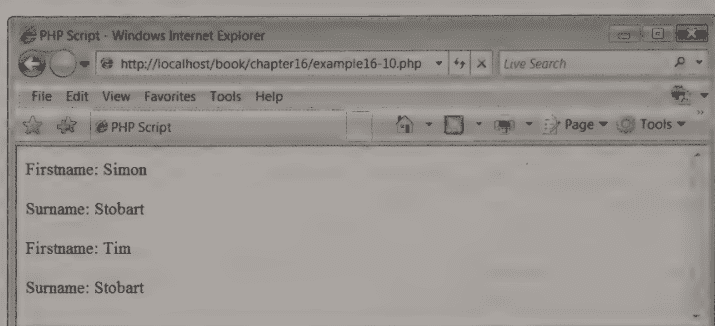 PHP Script - Windows Internet Explorer
http://localhost/book/chapter16/example16-10.php Live Search
File Edit View Favorites Tools Help
PHP Script Page Tools
Firstname: Simon
Surname: Stobart
Firstname: Tim
Surname: Stobart